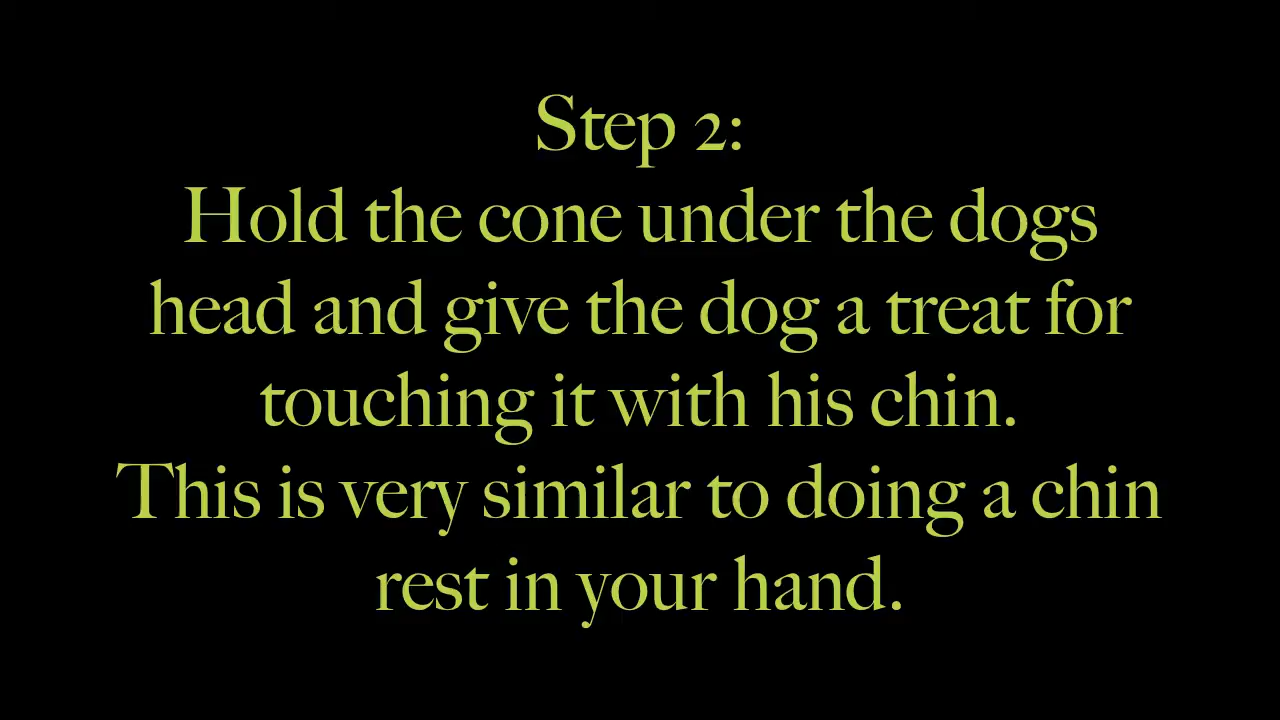 Step 2:
Hold the cone under the dogs
head and give the dog a treat for
touching it with his chin.
This is very similar to doing a chin
rest in your hand.